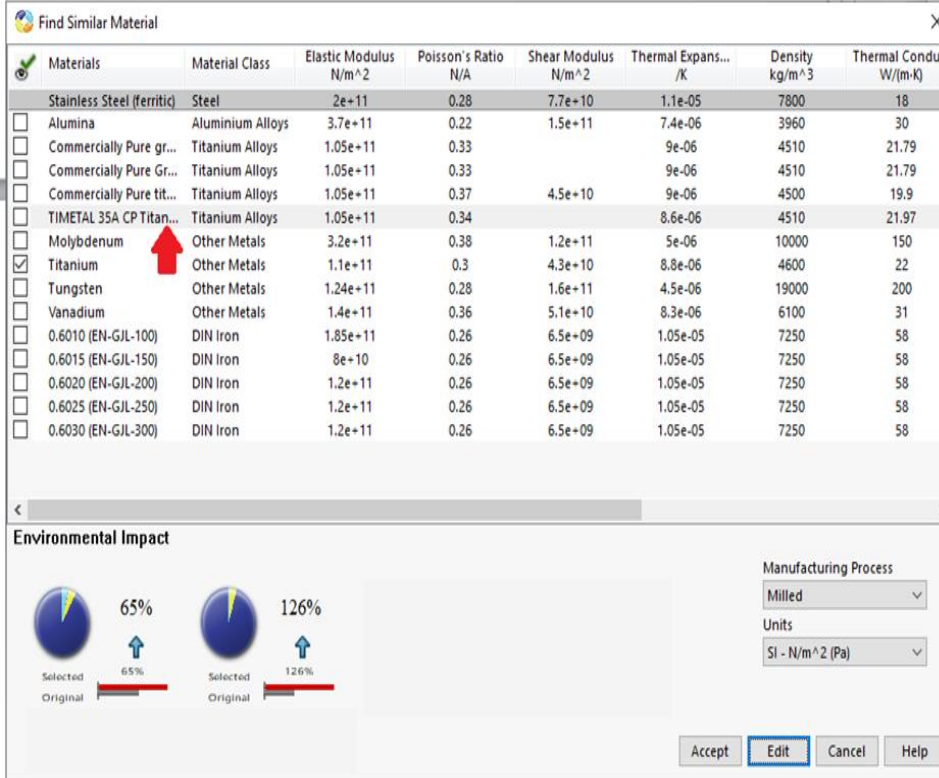 Find Similar Material
Materials Material Class Elastic Modulus N/m^2 Poisson's Ratio N/A Shear Modulus N/m^2 Thermal Expans... /K Density kg/m^3 Thermal Condu W/(m·K)
Stainless Steel (ferritic) Steel 2e+11 0.28 7.7e+10 1.1e-05 7800 18
Alumina Aluminium Alloys 3.7e+11 0.22 1.5e+11 7.4e-06 3960 30
Commercially Pure gr... Titanium Alloys 1.05e+11 0.33 9e-06 4510 21.79
Commercially Pure Gr... Titanium Alloys 1.05e+11 0.33 9e-06 4510 21.79
Commercially Pure tit... Titanium Alloys 1.05e+11 0.37 4.5e+10 9e-06 4500 19.9
TIMETAL 35A CP Titan... Titanium Alloys 1.05e+11 0.34 8.6e-06 4510 21.97
Molybdenum Other Metals 3.2e+11 0.38 1.2e+11 5e-06 10000 150
Titanium Other Metals 1.1e+11 0.3 4.3e+10 8.8e-06 4600 22
Tungsten Other Metals 1.24e+11 0.28 1.6e+11 4.5e-06 19000 200
Vanadium Other Metals 1.4e+11 0.36 5.1e+10 8.3e-06 6100 31
0.6010 (EN-GJL-100) DIN Iron 1.85e+11 0.26 6.5e+09 1.05e-05 7250 58
0.6015 (EN-GJL-150) DIN Iron 8e+10 0.26 6.5e+09 1.05e-05 7250 58
0.6020 (EN-GJL-200) DIN Iron 1.2e+11 0.26 6.5e+09 1.05e-05 7250 58
0.6025 (EN-GJL-250) DIN Iron 1.2e+11 0.26 6.5e+09 1.05e-05 7250 58
0.6030 (EN-GJL-300) DIN Iron 1.2e+11 0.26 6.5e+09 1.05e-05 7250 58
Environmental Impact
65%
65%
Selected
Original
126%
126%
Selected
Original
Manufacturing Process
Milled
Units
SI - N/m^2 (Pa)
Accept Edit Cancel Help